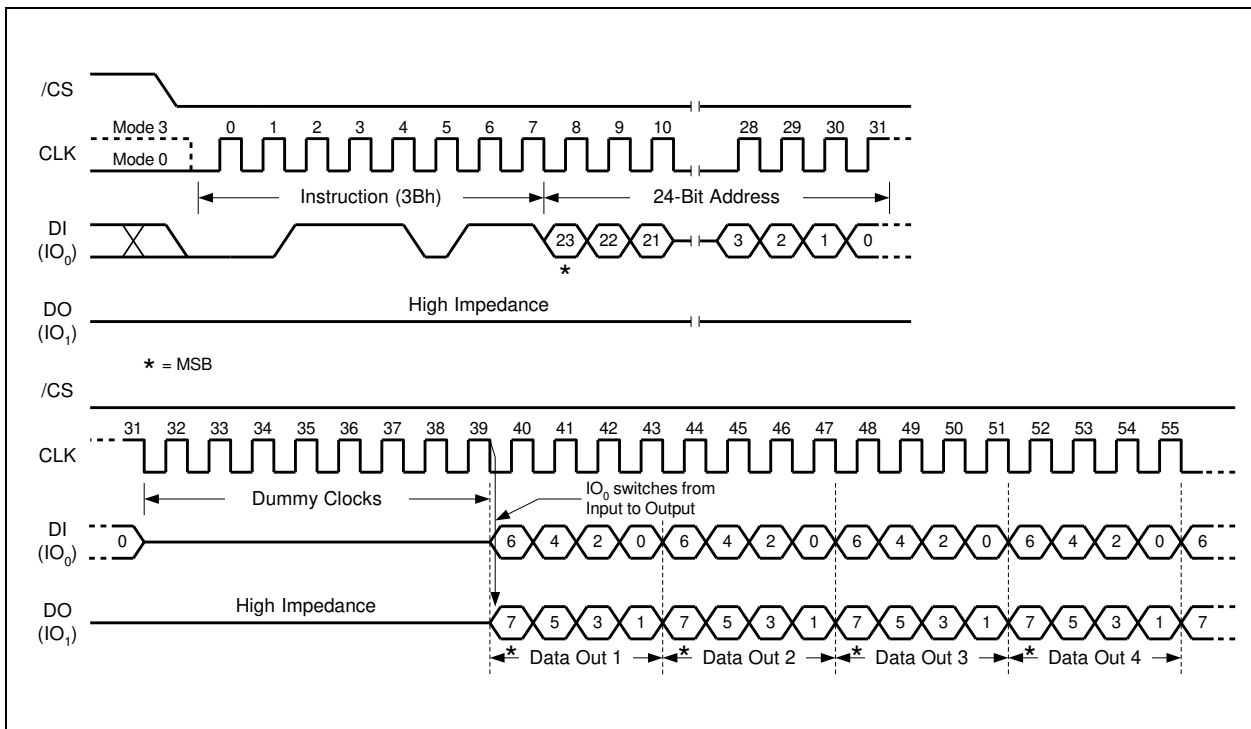 /CS
Mode 3 0 1 2 3 4 5 6 7 8 9 10 28 29 30 31
CLK
Mode 0
Instruction (3Bh) 24-Bit Address
DI
(IO0)
23 22 21 3 2 1 0
*
High Impedance
DO
(IO1)
* = MSB
/CS
31 32 33 34 35 36 37 38 39 40 41 42 43 44 45 46 47 48 49 50 51 52 53 54 55
CLK
Dummy Clocks
IO0 switches from
Input to Output
DI
(IO0)
0 6 4 2 0 6 4 2 0 6 4 2 0 6 4 2 0 6
DO
(IO1)
High Impedance
7 5 3 1 7 5 3 1 7 5 3 1 7 5 3 1 7
* Data Out 1 * Data Out 2 * Data Out 3 * Data Out 4